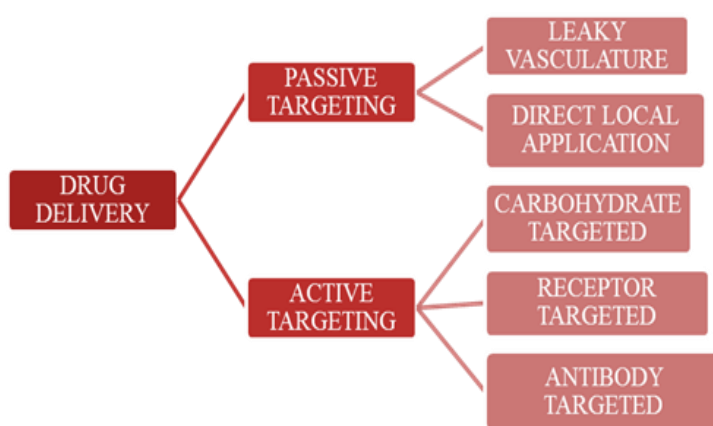 DRUG
DELIVERY
PASSIVE
TARGETING
LEAKY
VASCULATURE
DIRECT LOCAL
APPLICATION
ACTIVE
TARGETING
CARBOHYDRATE
TARGETED
RECEPTOR
TARGETED
ANTIBODY
TARGETED